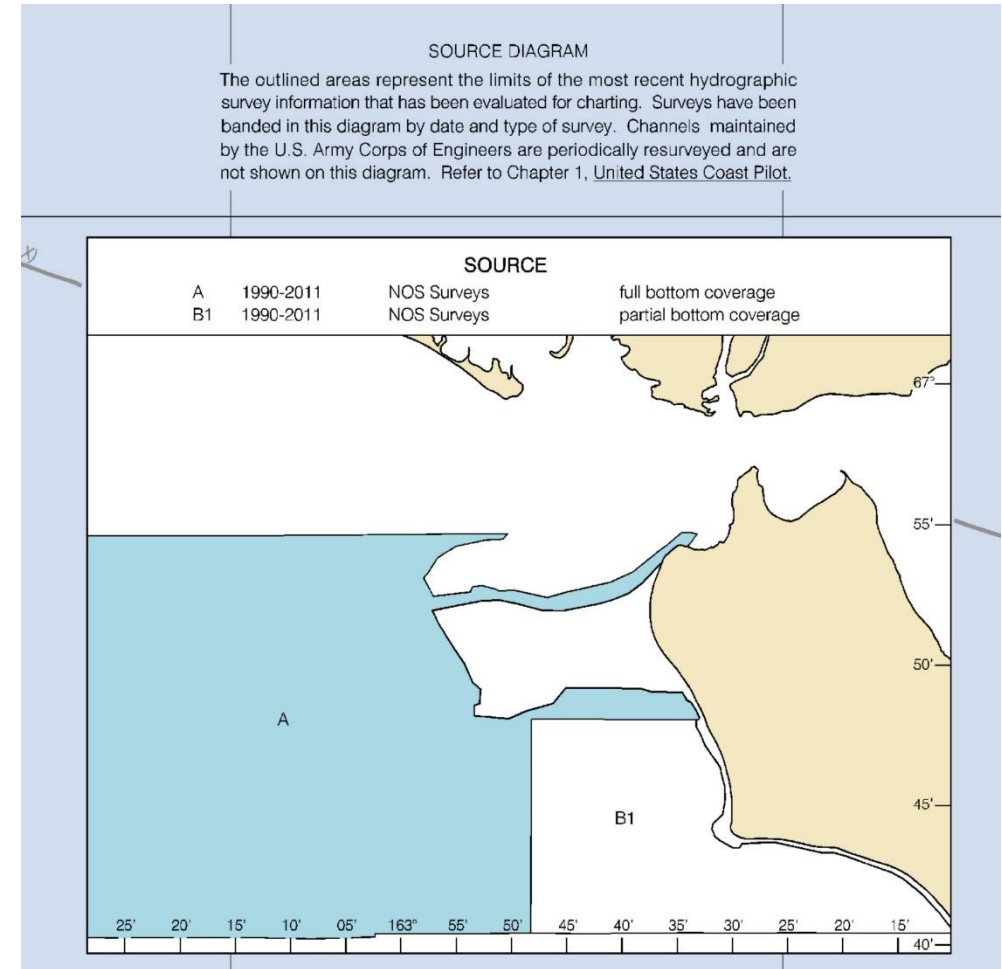 SOURCE DIAGRAM
The outlined areas represent the limits of the most recent hydrographic
survey information that has been evaluated for charting. Surveys have been
banded in this diagram by date and type of survey. Channels maintained
by the U.S. Army Corps of Engineers are periodically resurveyed and are
not shown on this diagram. Refer to Chapter 1, United States Coast Pilot.
SOURCE
A 1990-2011 NOS Surveys full bottom coverage
B1 1990-2011 NOS Surveys partial bottom coverage
67°
55'
50'
A
45'
B1
25' 20' 15' 10' 05' 163° 55' 50' 45' 40' 35' 30' 25' 20' 15'
40'